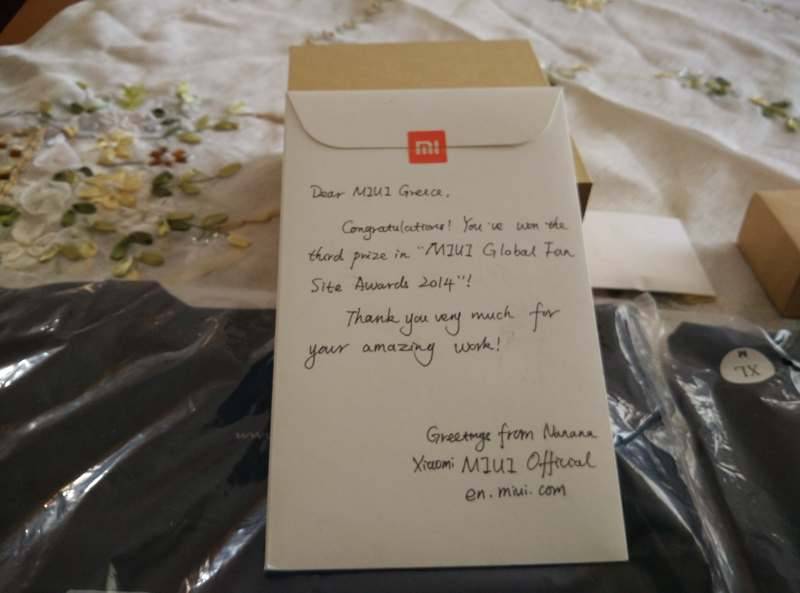 mi
Dear MIUI Greece,
Congratulations! You've won the
third prize in "MIUI Global Fan
Site Awards 2014"!
Thank you very much for
your amazing work!
Greetings from Nanana
Xiaomi MIUI Official
en.miui.com
XL